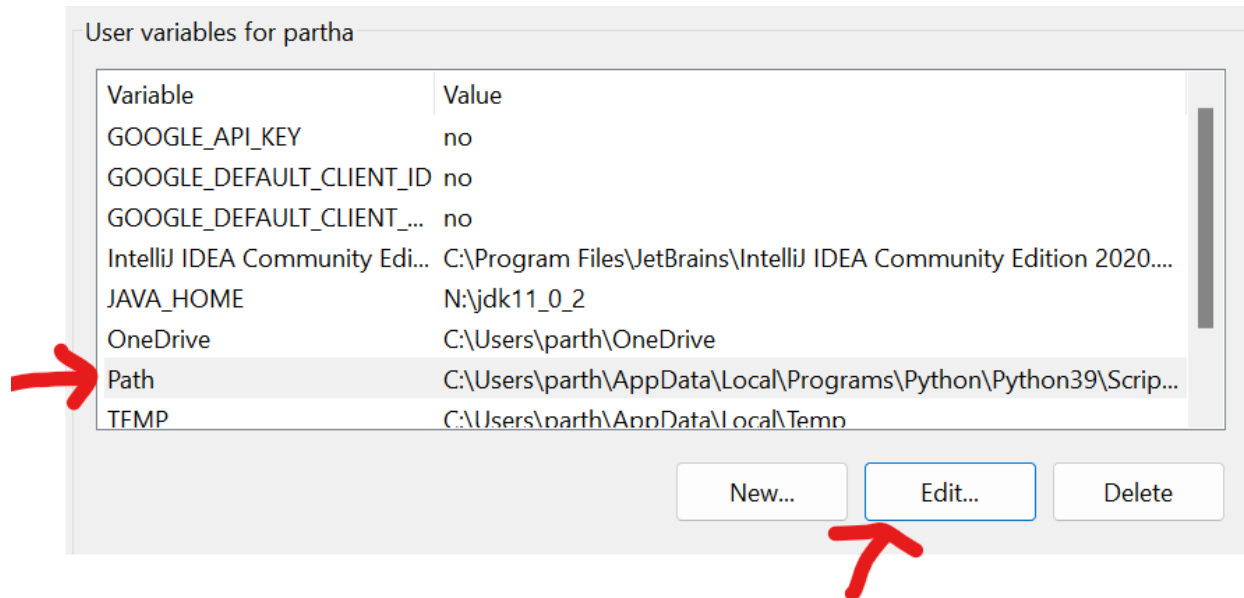 User variables for partha
Variable Value
GOOGLE_API_KEY no
GOOGLE_DEFAULT_CLIENT_ID no
GOOGLE_DEFAULT_CLIENT_... no
IntelliJ IDEA Community Edi... C:\Program Files\JetBrains\IntelliJ IDEA Community Edition 2020....
JAVA_HOME N:\jdk11_0_2
OneDrive C:\Users\parth\OneDrive
Path C:\Users\parth\AppData\Local\Programs\Python\Python39\Scrip...
TEMP C:\Users\parth\AppData\Local\Temp
New... Edit... Delete